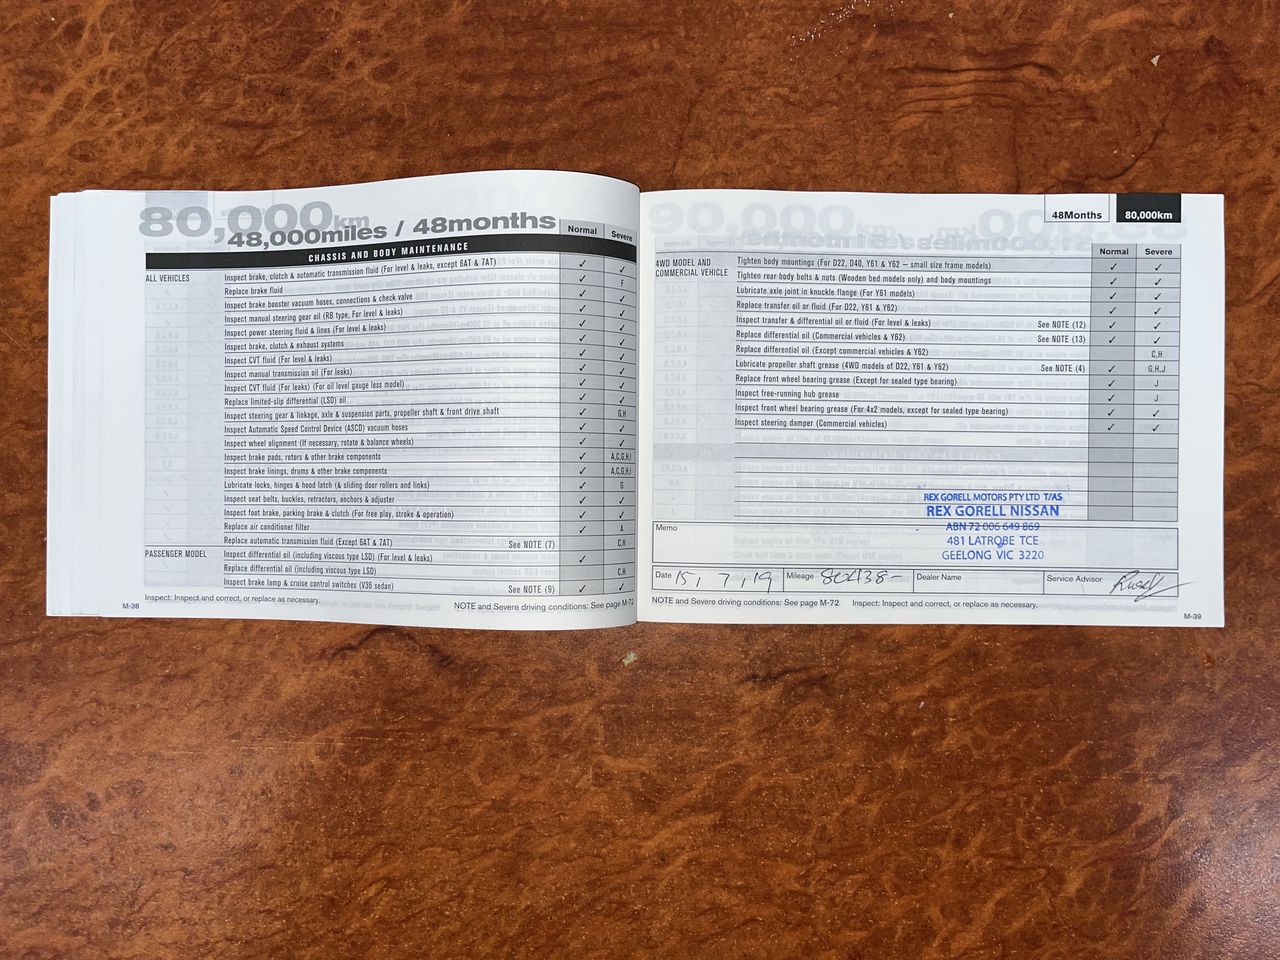 80,000km
48,000miles / 48months
Normal
Severe
CHASSIS AND BODY MAINTENANCE
ALL VEHICLES
Inspect brake, clutch & automatic transmission fluid (For level & leaks, except 6AT & 7AT) ✓ ✓
Replace brake fluid ✓ F
Inspect brake booster vacuum hoses, connections & check valve ✓ ✓
Inspect manual steering gear oil (RB type, For level & leaks) ✓ ✓
Inspect power steering fluid & lines (For level & leaks) ✓ ✓
Inspect brake, clutch & exhaust systems ✓ ✓
Inspect CVT fluid (For level & leaks) ✓ ✓
Inspect manual transmission oil (For leaks) ✓ ✓
Inspect CVT fluid (For leaks) (For oil level gauge less model) ✓ ✓
Replace limited-slip differential (LSD) oil ✓ ✓
Inspect steering gear & linkage, axle & suspension parts, propeller shaft & front drive shaft ✓ G,H
Inspect Automatic Speed Control Device (ASCD) vacuum hoses ✓ ✓
Inspect wheel alignment (If necessary, rotate & balance wheels) ✓ ✓
Inspect brake pads, rotors & other brake components ✓ A,C,G,H,I
Inspect brake linings, drums & other brake components ✓ A,C,G,H,I
Lubricate locks, hinges & hood latch (& sliding door rollers and links) ✓ G
Inspect seat belts, buckles, retractors, anchors & adjuster ✓ ✓
Inspect foot brake, parking brake & clutch (For free play, stroke & operation) ✓ ✓
Replace air conditioner filter ✓ A
Replace automatic transmission fluid (Except 6AT & 7AT) See NOTE (7) C,H
PASSENGER MODEL
Inspect differential oil (including viscous type LSD) (For level & leaks) ✓
Replace differential oil (including viscous type LSD) C,H
Inspect brake lamp & cruise control switches (V36 sedan) See NOTE (9) ✓ ✓
Inspect: Inspect and correct, or replace as necessary.
NOTE and Severe driving conditions: See page M-72
M-38
48Months
80,000km
Normal
Severe
4WD MODEL AND
COMMERCIAL VEHICLE
Tighten body mountings (For D22, D40, Y61 & Y62 – small size frame models) ✓ ✓
Tighten rear body bolts & nuts (Wooden bed models only) and body mountings ✓ ✓
Lubricate axle joint in knuckle flange (For Y61 models) ✓ ✓
Replace transfer oil or fluid (For D22, Y61 & Y62) ✓ ✓
Inspect transfer & differential oil or fluid (For level & leaks) See NOTE (12) ✓ ✓
Replace differential oil (Commercial vehicles & Y62) See NOTE (13) ✓ ✓
Replace differential oil (Except commercial vehicles & Y62) C,H
Lubricate propeller shaft grease (4WD models of D22, Y61 & Y62) See NOTE (4) ✓ G,H,J
Replace front wheel bearing grease (Except for sealed type bearing) ✓ J
Inspect free-running hub grease ✓ J
Inspect front wheel bearing grease (For 4x2 models, except for sealed type bearing) ✓ ✓
Inspect steering damper (Commercial vehicles) ✓ ✓
REX GORELL MOTORS PTY LTD T/AS
REX GORELL NISSAN
ABN 72 006 649 869
481 LATROBE TCE
GEELONG VIC 3220
Memo
Date 15, 7, 19 Mileage 80438- Dealer Name Service Advisor
NOTE and Severe driving conditions: See page M-72 Inspect: Inspect and correct, or replace as necessary.
M-39